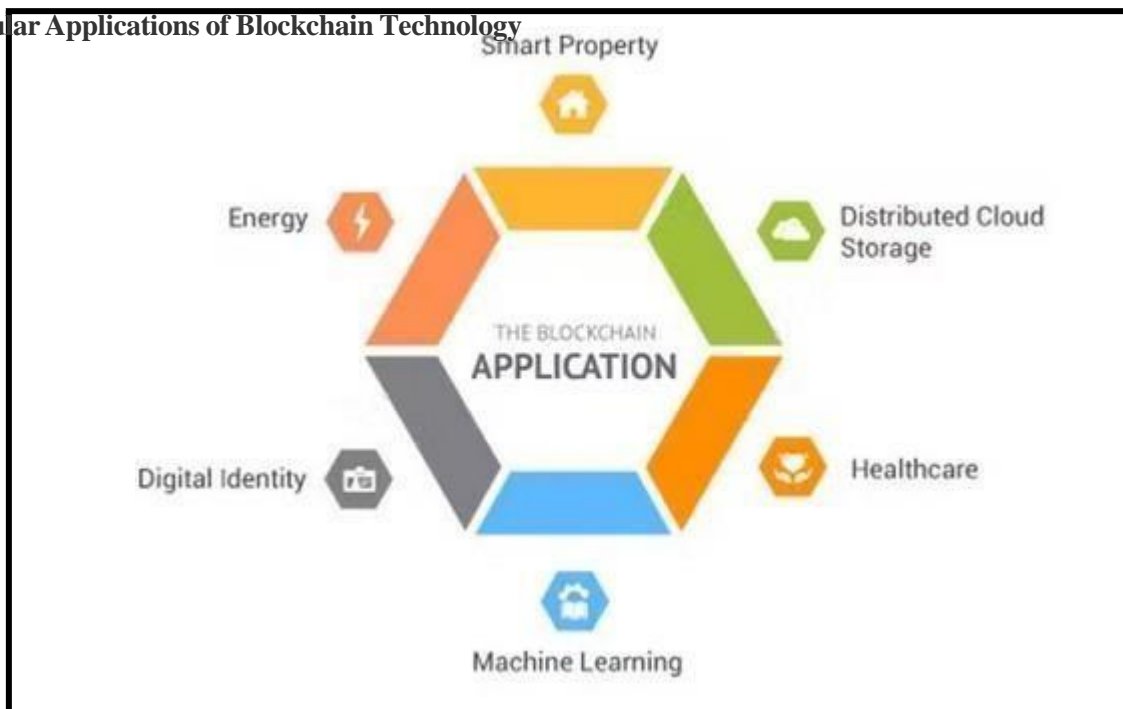 lar Applications of Blockchain Technology
Smart Property
Energy
Distributed Cloud
Storage
THE BLOCKCHAIN
APPLICATION
Digital Identity
Healthcare
Machine Learning